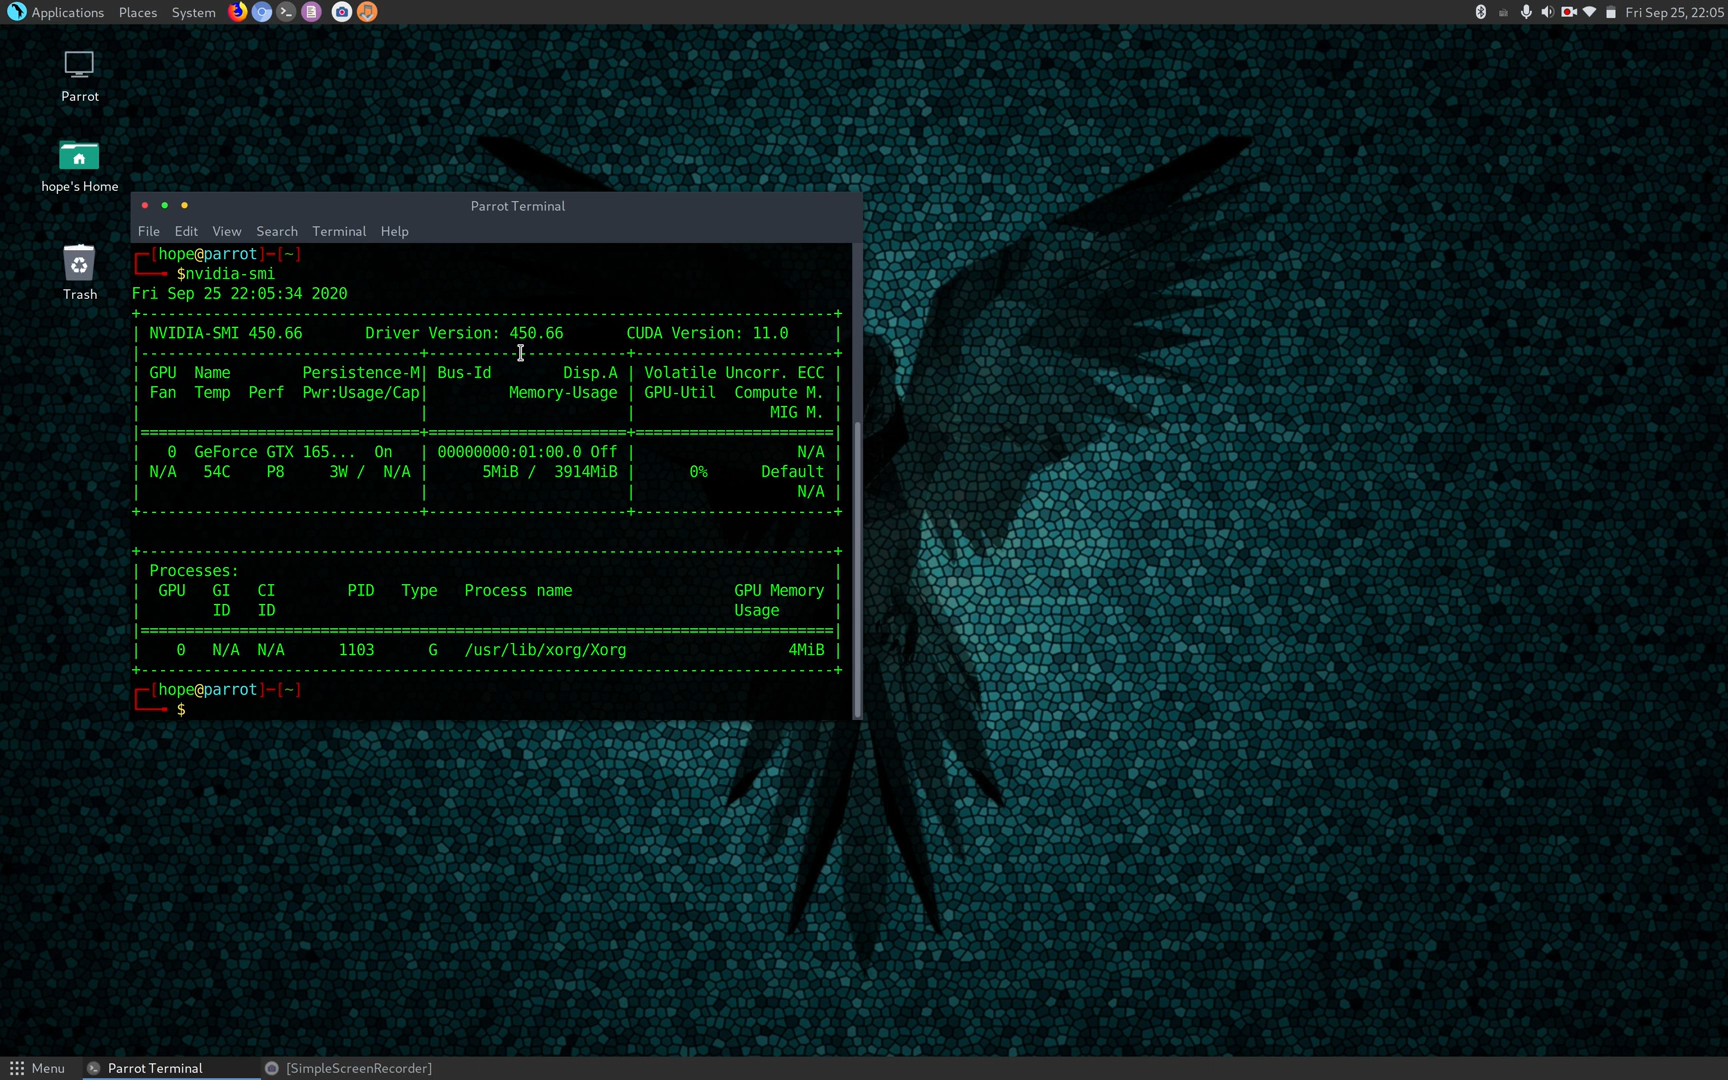 Applications Places System
Fri Sep 25, 22:05
Parrot
hope's Home
Trash
Parrot Terminal
File Edit View Search Terminal Help
┌─[hope@parrot]─[~]
└──╼ $nvidia-smi
Fri Sep 25 22:05:34 2020
+-----------------------------------------------------------------------------+
| NVIDIA-SMI 450.66       Driver Version: 450.66       CUDA Version: 11.0     |
|-------------------------------+----------------------+----------------------+
| GPU  Name        Persistence-M| Bus-Id        Disp.A | Volatile Uncorr. ECC |
| Fan  Temp  Perf  Pwr:Usage/Cap|         Memory-Usage | GPU-Util  Compute M. |
|                               |                      |               MIG M. |
|===============================+======================+======================|
|   0  GeForce GTX 165...  On   | 00000000:01:00.0 Off |                  N/A |
| N/A   54C    P8     3W /  N/A |      5MiB /  3914MiB |      0%      Default |
|                               |                      |                  N/A |
+-------------------------------+----------------------+----------------------+
+-----------------------------------------------------------------------------+
| Processes:                                                                  |
|  GPU   GI   CI        PID   Type   Process name                  GPU Memory |
|        ID   ID                                                   Usage      |
|=============================================================================|
|    0   N/A  N/A      1103      G   /usr/lib/xorg/Xorg                  4MiB |
+-----------------------------------------------------------------------------+
┌─[hope@parrot]─[~]
└──╼ $
Menu Parrot Terminal [SimpleScreenRecorder]